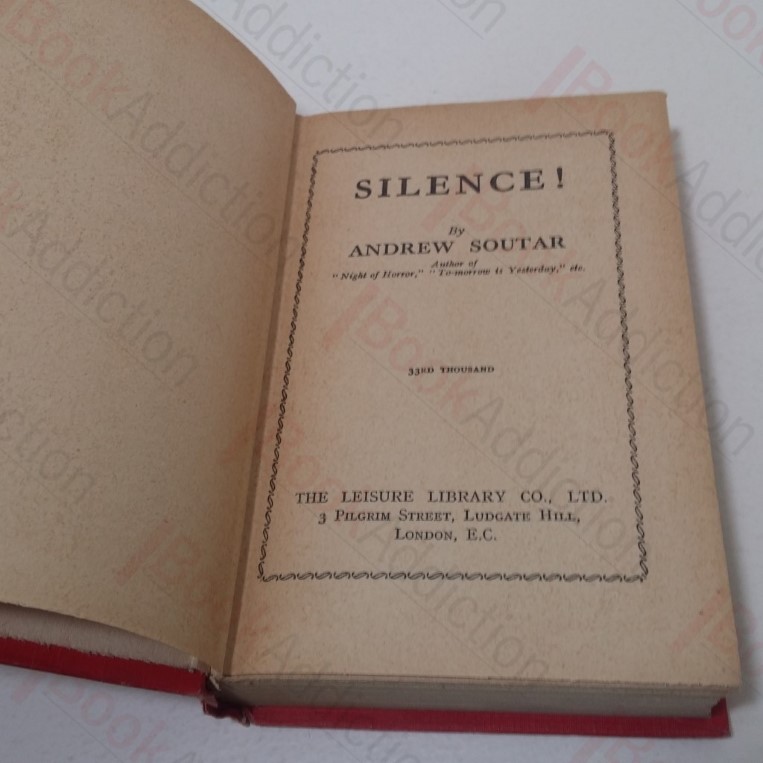 SILENCE!
By
ANDREW SOUTAR
Author of
"Night of Horror," "To-morrow is Yesterday," etc.
33RD THOUSAND
THE LEISURE LIBRARY CO., LTD.
3 PILGRIM STREET, LUDGATE HILL,
LONDON, E.C.
BookAddiction